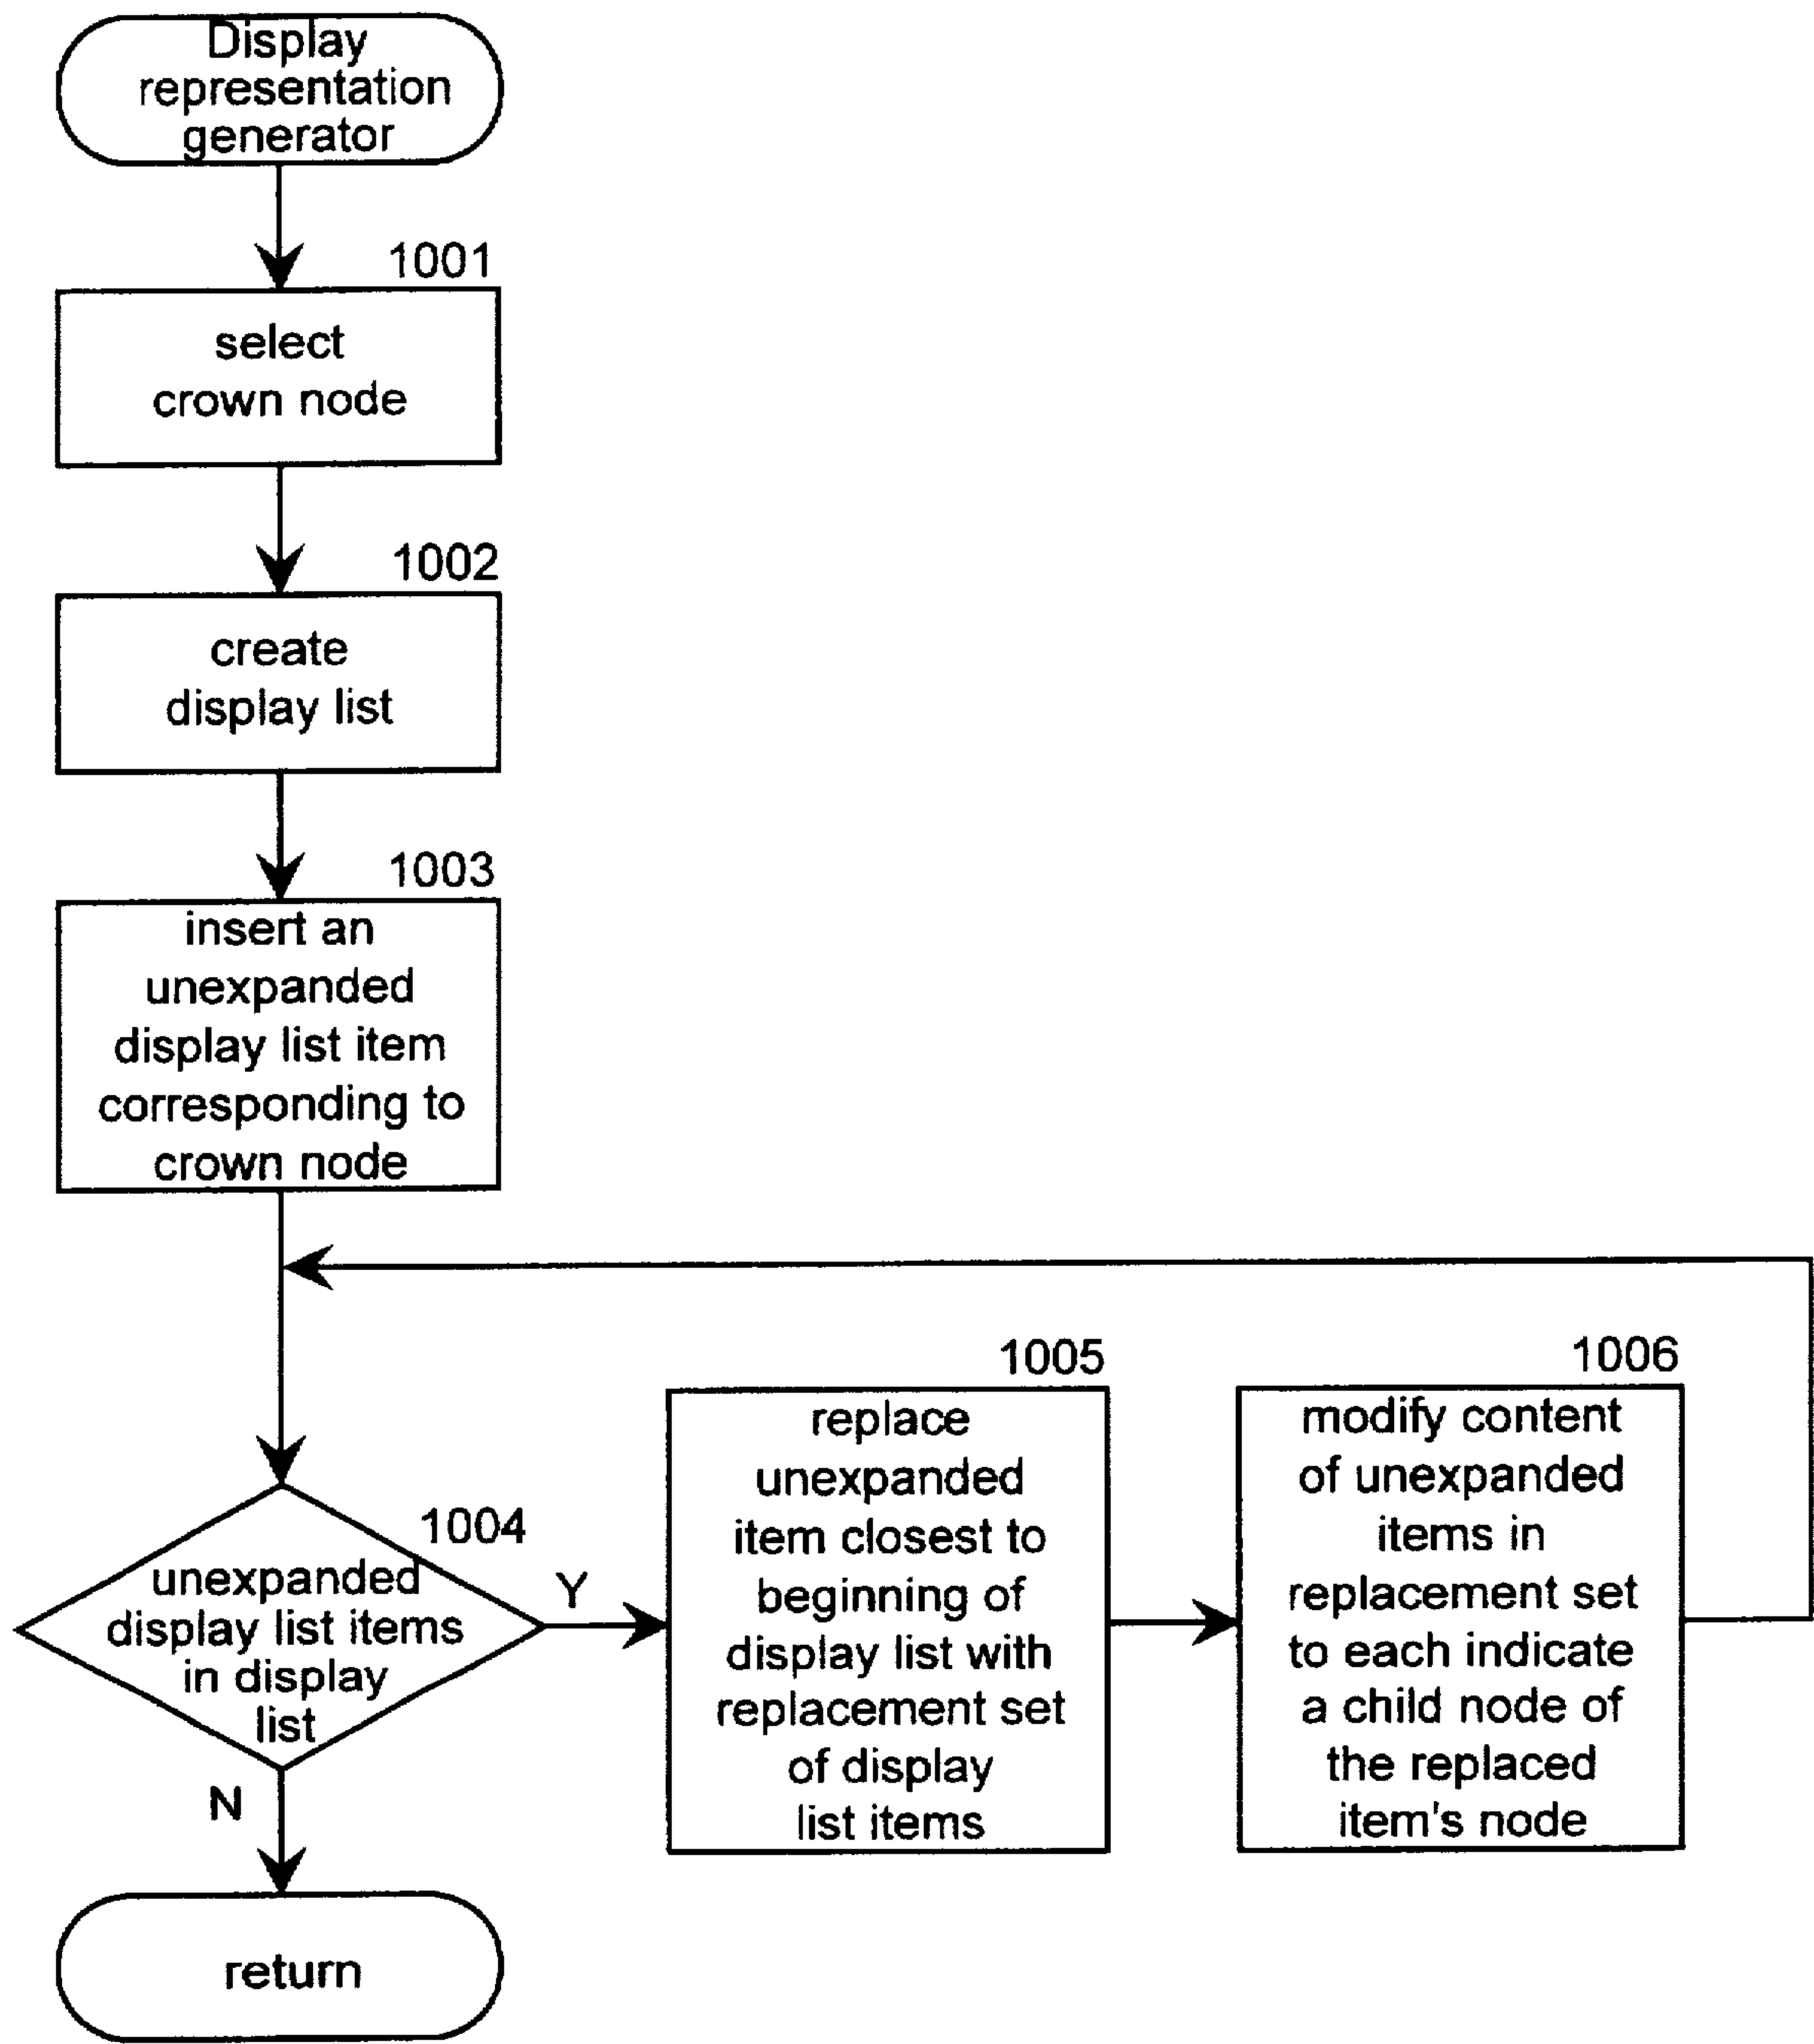 Display
representation
generator
1001
select
crown node
1002
create
display list
1003
insert an
unexpanded
display list item
corresponding to
crown node
1004
unexpanded
display list items
in display
list
Y
N
1005
replace
unexpanded
item closest to
beginning of
display list with
replacement set
of display
list items
1006
modify content
of unexpanded
items in
replacement set
to each indicate
a child node of
the replaced
item's node
return